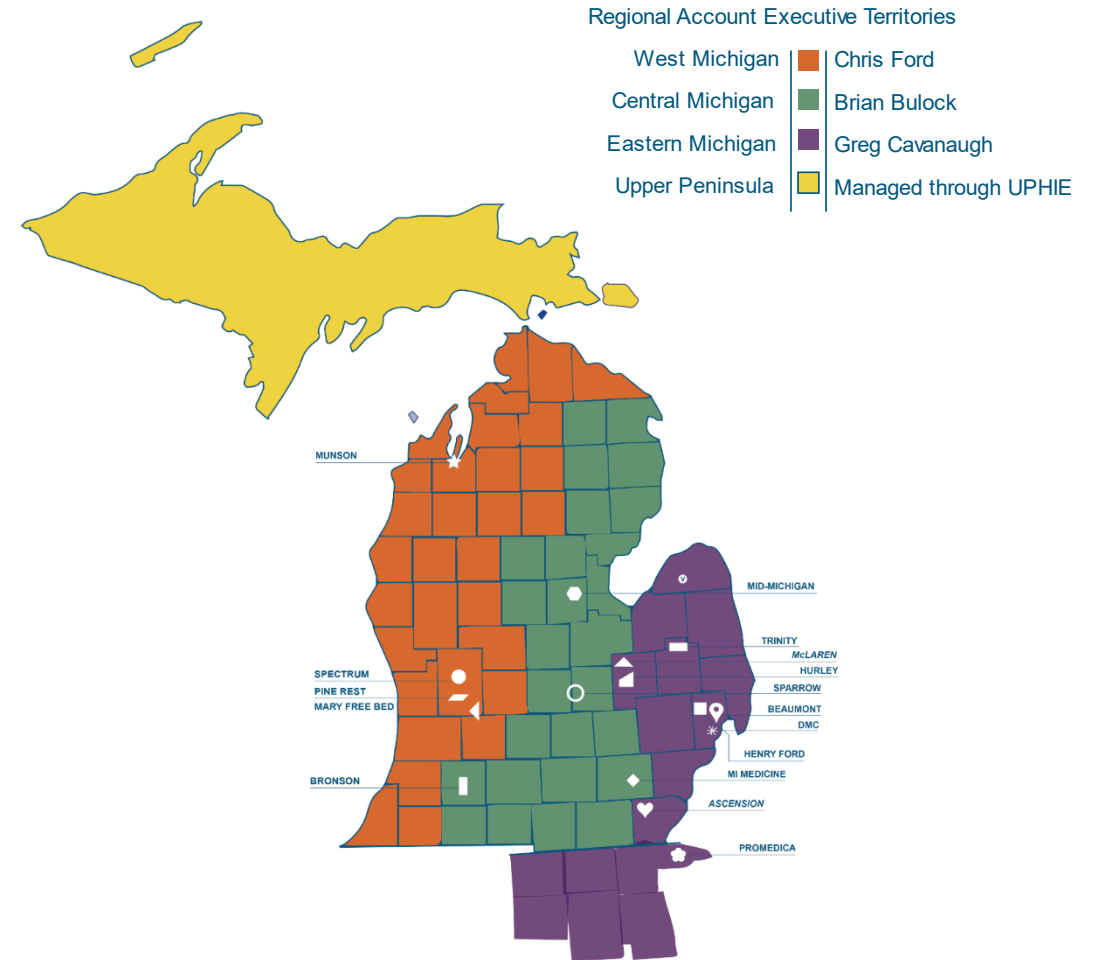 Regional Account Executive Territories
West Michigan Chris Ford
Central Michigan Brian Bulock
Eastern Michigan Greg Cavanaugh
Upper Peninsula Managed through UPHIE
MUNSON
V
MID-MICHIGAN
TRINITY
McLAREN
HURLEY
SPECTRUM
SPARROW
PINE REST
MARY FREE BED
BEAUMONT
DMC
HENRY FORD
MI MEDICINE
BRONSON
ASCENSION
PROMEDICA